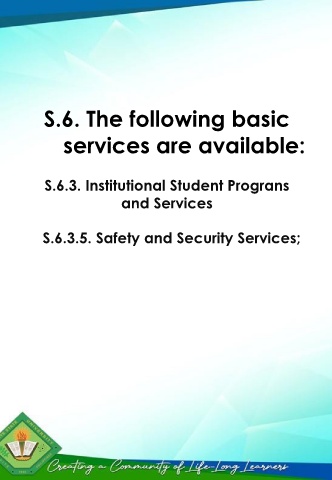 S.6. The following basic
services are available:
S.6.3. Institutional Student Prograns
and Services
S.6.3.5. Safety and Security Services;
Creating a Community of Life-Long Learners